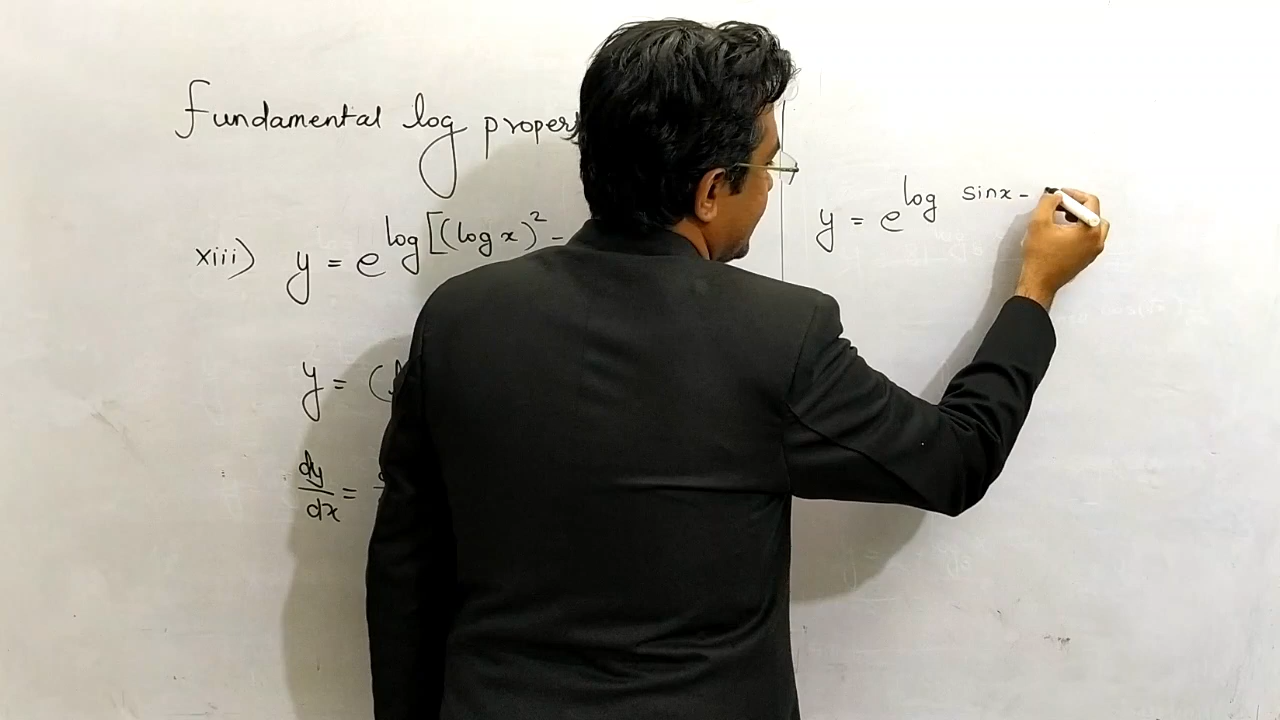 Fundamental log proper
xiii) y = e^log[(log x)^2 -
y = (
dy/dx =
y = e^log sinx -